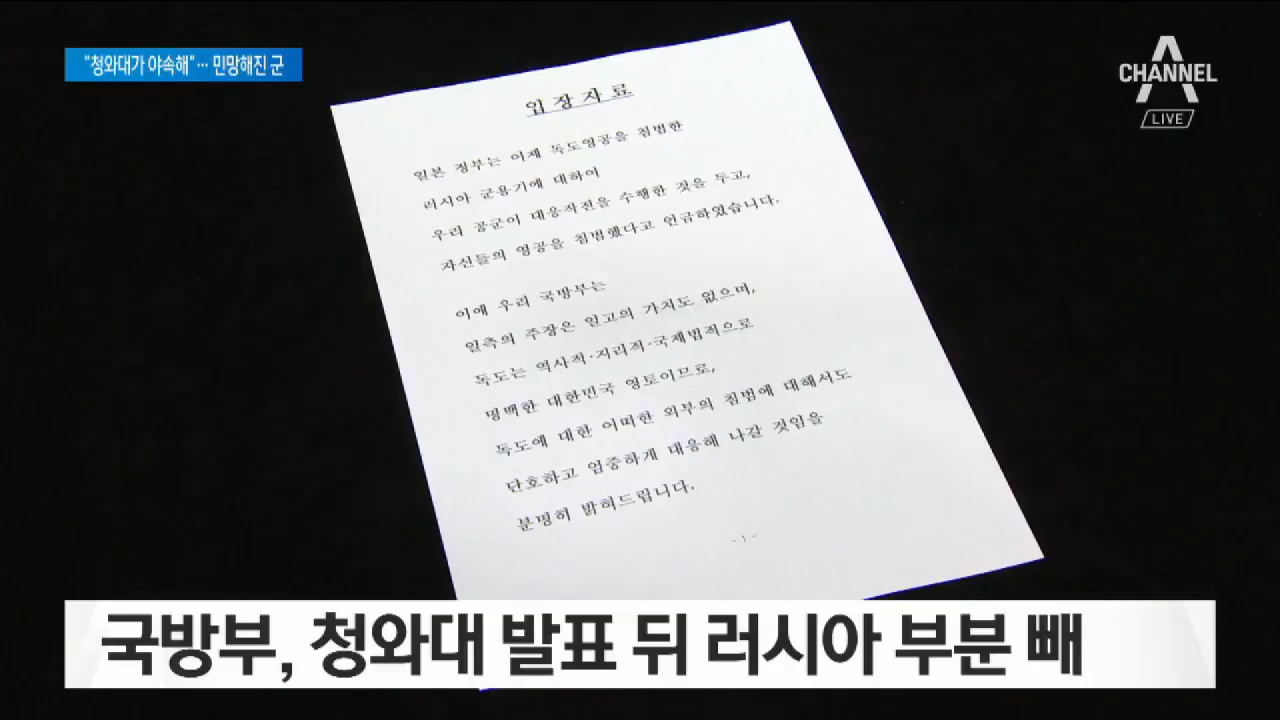 "청와대가 야속해"… 민망해진 군
CHANNEL A
LIVE
입 장 자 료
일본 정부는 어제 독도영공을 침범한
러시아 군용기에 대하여
우리 공군이 대응작전을 수행한 것을 두고,
자신들의 영공을 침범했다고 언급하였습니다.
이에 우리 국방부는
일측의 주장은 일고의 가치도 없으며,
독도는 역사적·지리적·국제법적으로
명백한 대한민국 영토이므로,
독도에 대한 어떠한 외부의 침범에 대해서도
단호하고 엄중하게 대응해 나갈 것임을
분명히 밝혀드립니다.
- 1 -
국방부, 청와대 발표 뒤 러시아 부분 빼